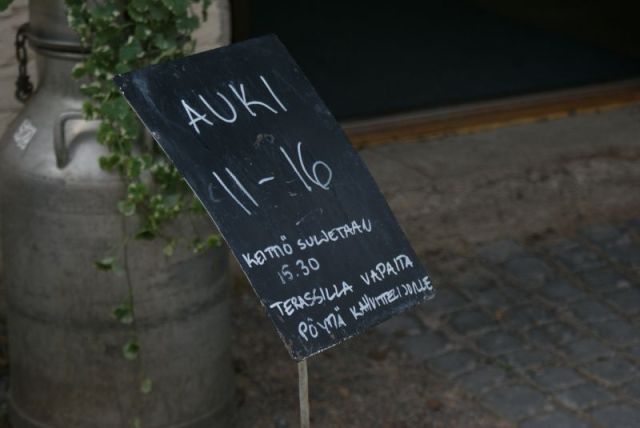 AUKI
11-16
KEITTIÖ SULJETAAN
15.30
TERASSILLA VAPAITA
PÖYTIÄ KAHVITTELIJOILLE